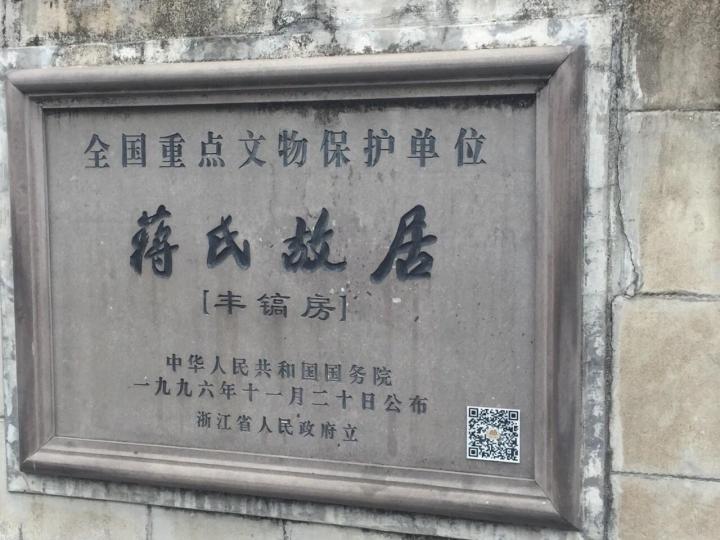 全国重点文物保护单位
蒋氏故居
[丰镐房]
中华人民共和国国务院
一九九六年十一月二十日公布
浙江省人民政府立